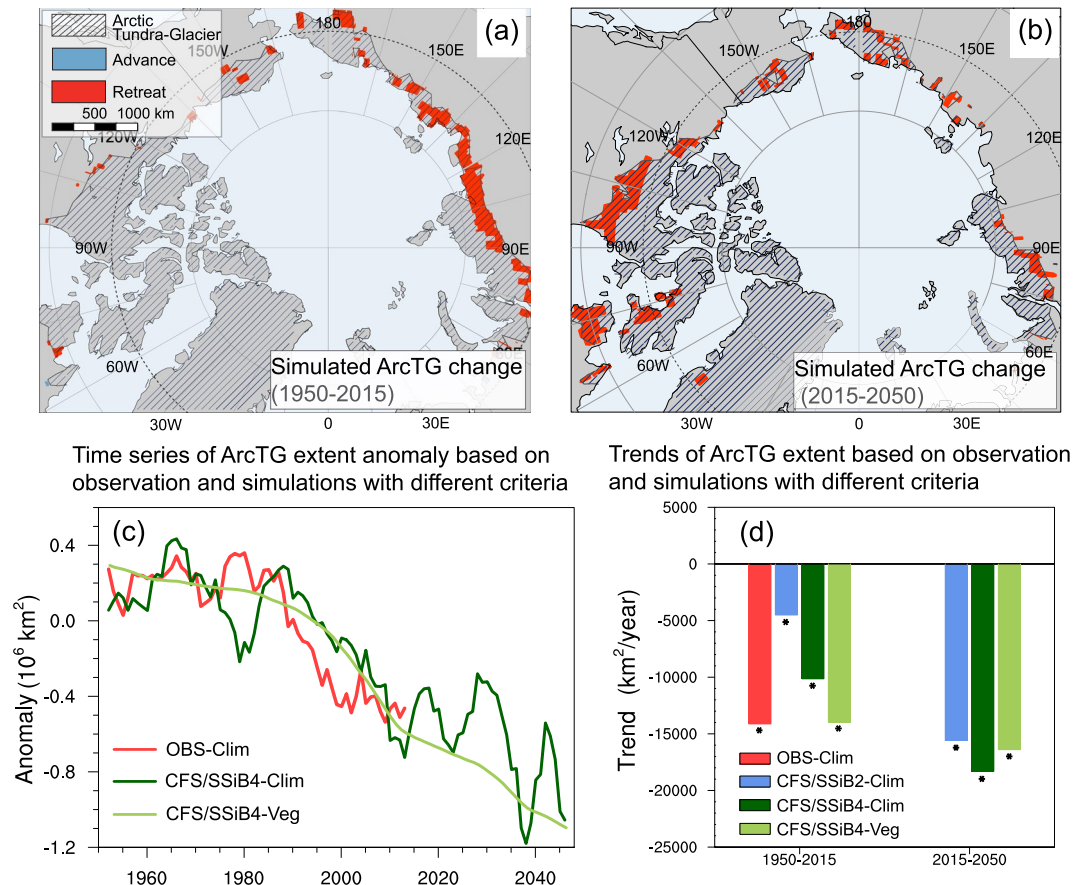 Arctic
Tundra-Glacier
Advance
Retreat
500 1000 km
(a)
180
150W
150E
120W
120E
90W
90E
60W
60E
Simulated ArcTG change
(1950-2015)
30W 0E 30E
(b)
180
150W
150E
120W
120E
90W
90E
60W
60E
Simulated ArcTG change
(2015-2050)
30W 0E 30E
Time series of ArcTG extent anomaly based on
observation and simulations with different criteria
(c)
Anomaly (10⁶ km²)
0.4
0.0
-0.4
-0.8
-1.2
OBS-Clim
CFS/SSiB4-Clim
CFS/SSiB4-Veg
1960 1980 2000 2020 2040
Trends of ArcTG extent based on observation
and simulations with different criteria
(d)
Trend (km²/year)
5000
0
-5000
-10000
-15000
-20000
-25000
* * * * * * *
OBS-Clim
CFS/SSiB2-Clim
CFS/SSiB4-Clim
CFS/SSiB4-Veg
1950-2015 2015-2050